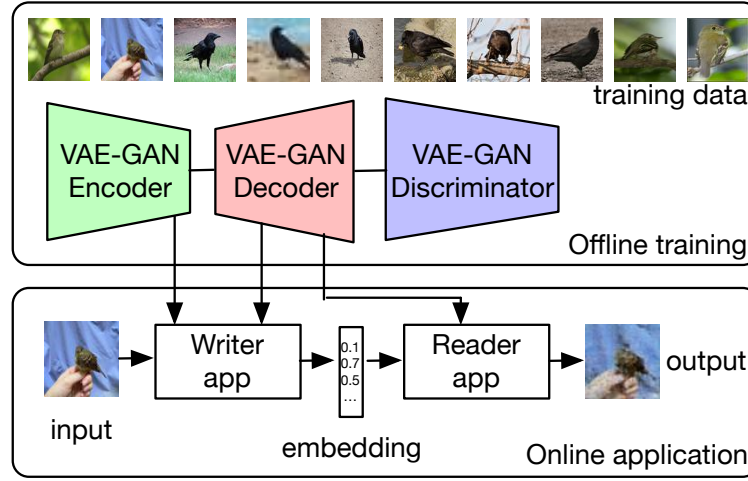 training data
VAE-GAN
Encoder
VAE-GAN
Decoder
VAE-GAN
Discriminator
Offline training
Writer
app
0.1
0.7
0.5
...
Reader
app
output
input
embedding
Online application